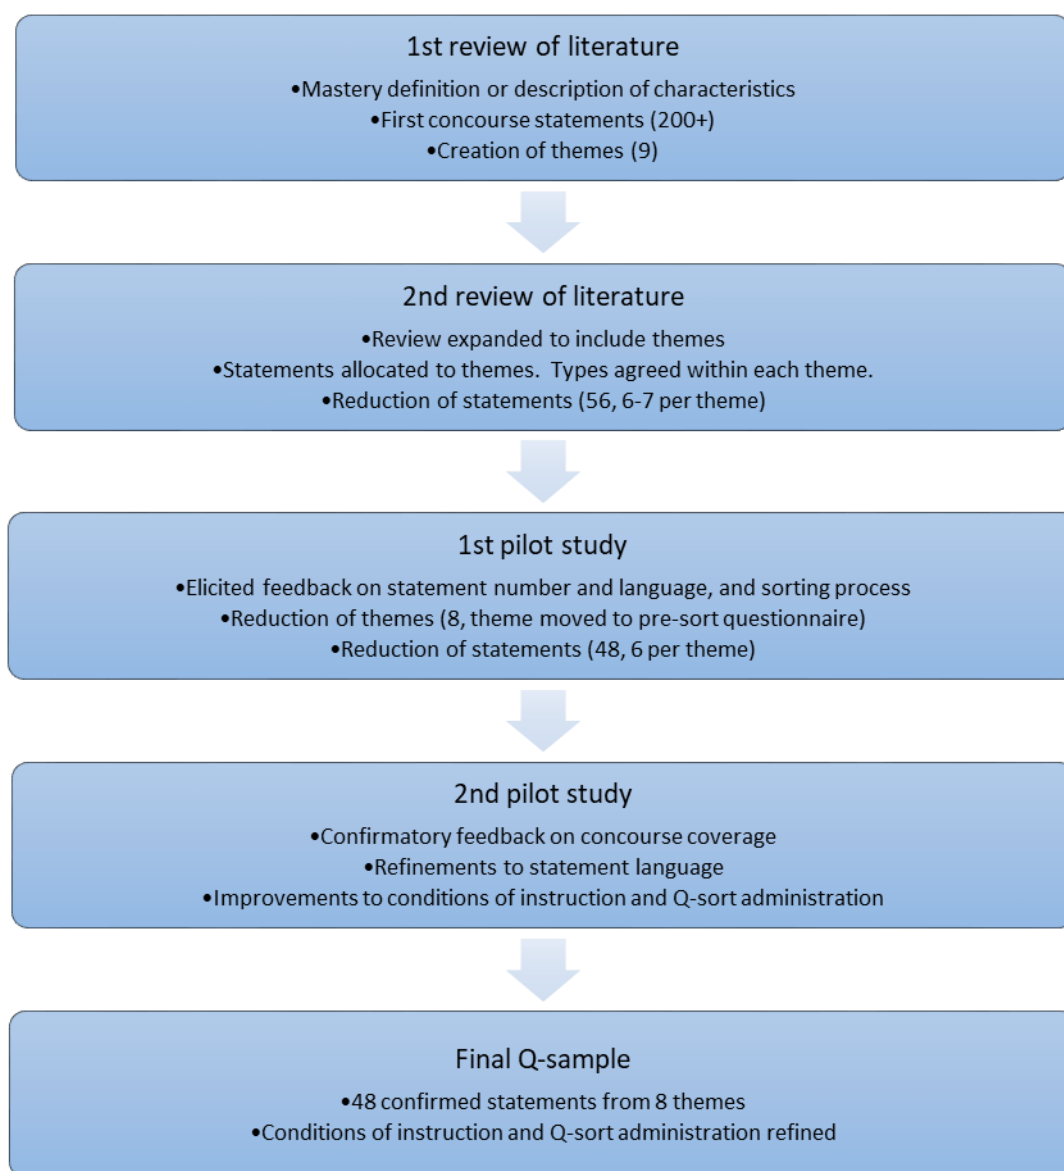 1st review of literature
•Mastery definition or description of characteristics
•First concourse statements (200+)
•Creation of themes (9)
2nd review of literature
•Review expanded to include themes
•Statements allocated to themes.  Types agreed within each theme.
•Reduction of statements (56, 6-7 per theme)
1st pilot study
•Elicited feedback on statement number and language, and sorting process
•Reduction of themes (8, theme moved to pre-sort questionnaire)
•Reduction of statements (48, 6 per theme)
2nd pilot study
•Confirmatory feedback on concourse coverage
•Refinements to statement language
•Improvements to conditions of instruction and Q-sort administration
Final Q-sample
•48 confirmed statements from 8 themes
•Conditions of instruction and Q-sort administration refined